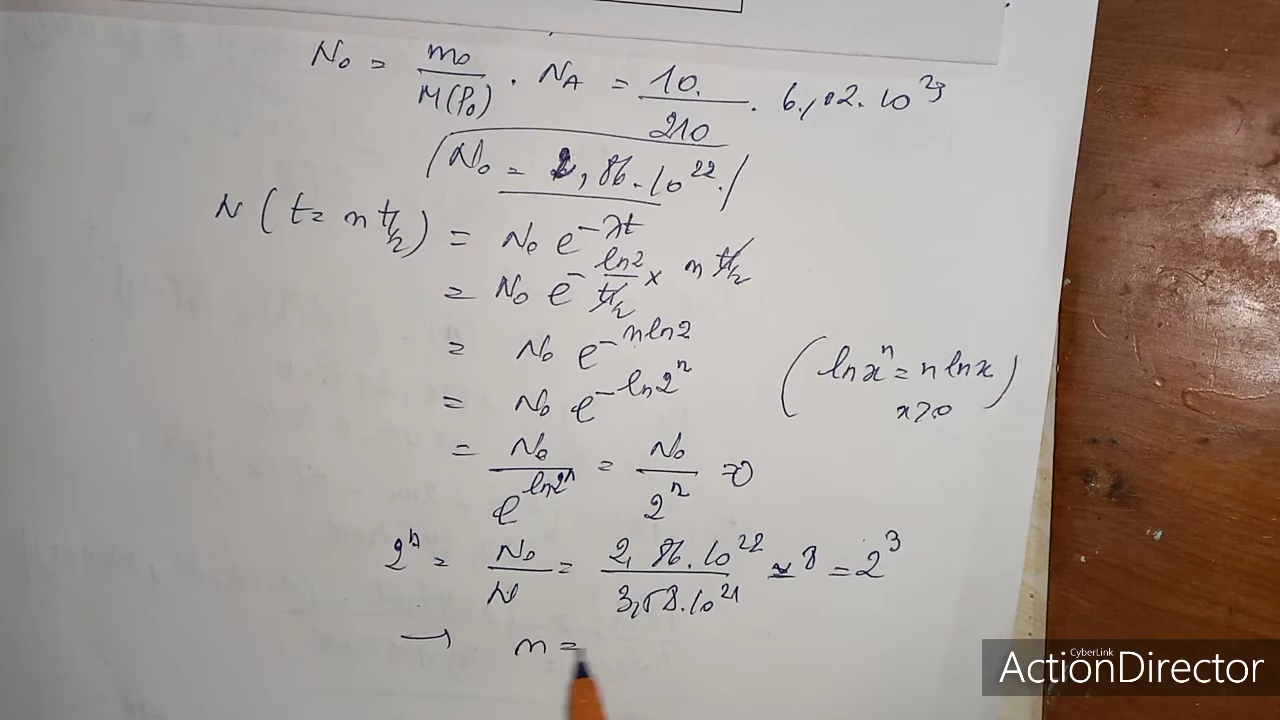 N₀ = m₀/M(P₀) · N_A = 10./210 . 6,02.10²³
N₀ = 2,86.10²² .
N (t = n t1/2) = N₀ e^(-λt)
= N₀ e^(- ln2/t1/2 × n t1/2)
= N₀ e^(-n ln2)
= N₀ e^(-ln2ⁿ) (ln xⁿ = n ln x)
x>0
= N₀/e^(ln2ⁿ) = N₀/2ⁿ ⇒
2ⁿ = N₀/N = 2,86.10²²/3,58.10²¹ ≃ 8 = 2³
→ n =
CyberLink
ActionDirector